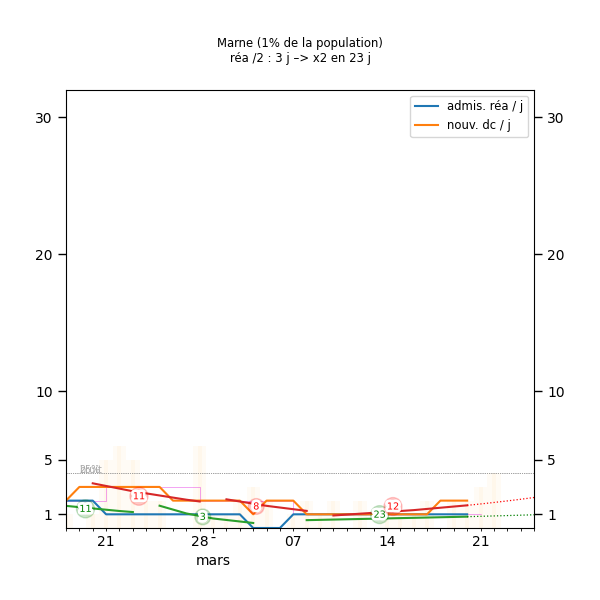 Marne (1% de la population)
réa /2 : 3 j –> x2 en 23 j
admis. réa / j
nouv. dc / j
30 30
20 20
10 10
5 5
1 1
11
11
3
8
12
23
21 28 07 14 21
mars